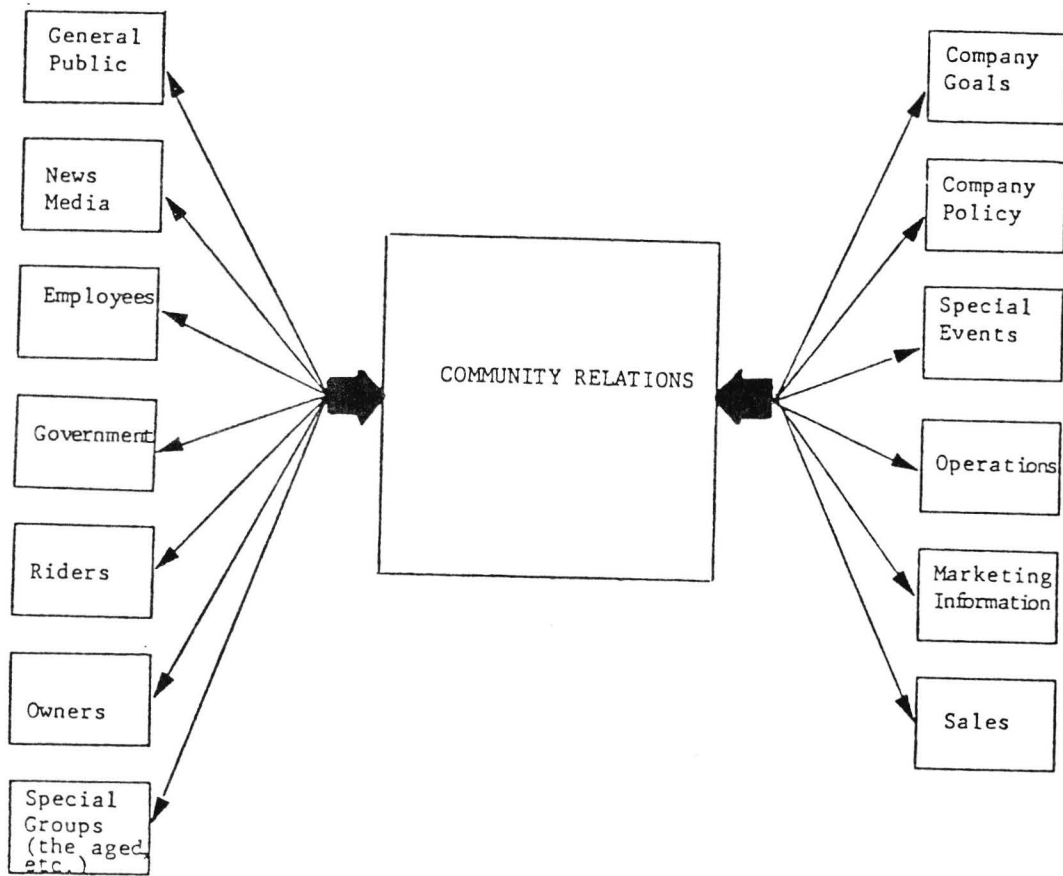 General
Public
News
Media
Employees
Government
Riders
Owners
Special
Groups
(the aged,
etc.)
COMMUNITY RELATIONS
Company
Goals
Company
Policy
Special
Events
Operations
Marketing
Information
Sales